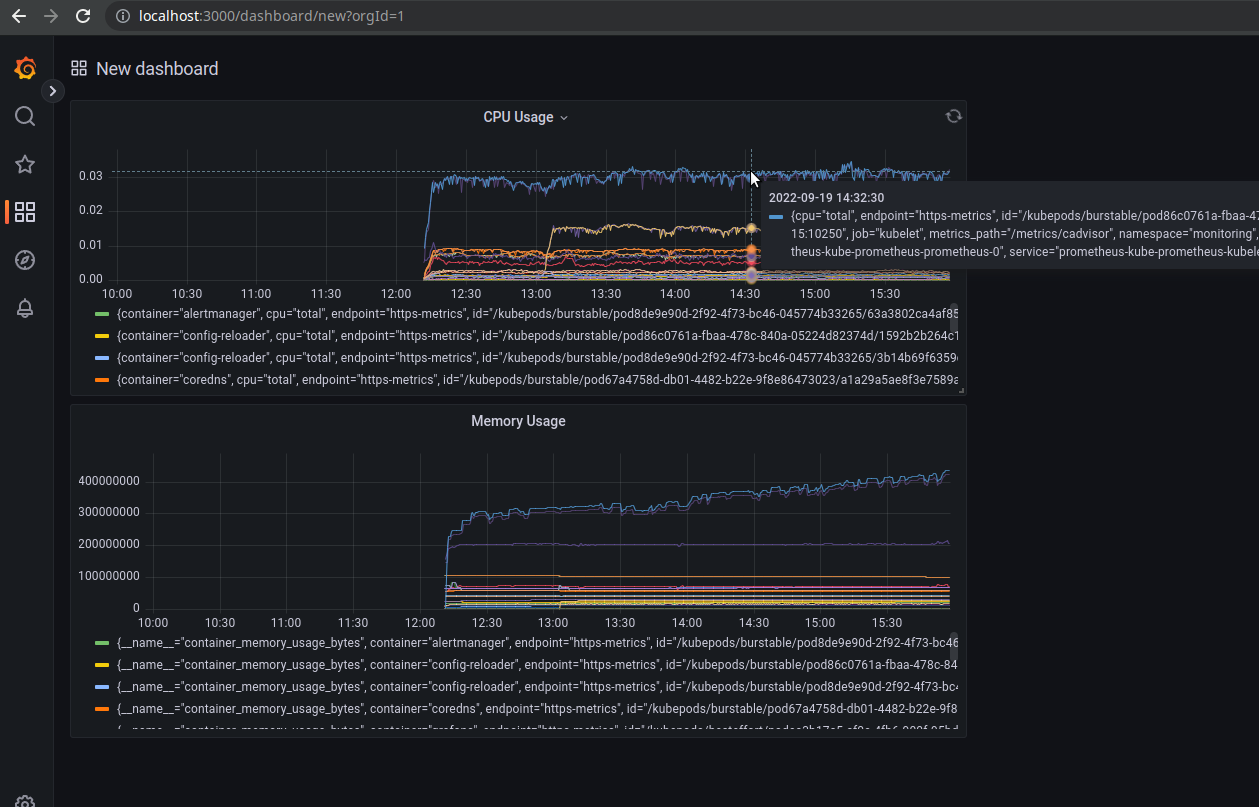 localhost:3000/dashboard/new?orgId=1
New dashboard
CPU Usage
0.03
0.02
0.01
0.00
10:00 10:30 11:00 11:30 12:00 12:30 13:00 13:30 14:00 14:30 15:00 15:30
2022-09-19 14:32:30
{cpu="total", endpoint="https-metrics", id="/kubepods/burstable/pod86c0761a-fbaa-47
15:10250", job="kubelet", metrics_path="/metrics/cadvisor", namespace="monitoring",
theus-kube-prometheus-prometheus-0", service="prometheus-kube-prometheus-kubele
{container="alertmanager", cpu="total", endpoint="https-metrics", id="/kubepods/burstable/pod8de9e90d-2f92-4f73-bc46-045774b33265/63a3802ca4af85
{container="config-reloader", cpu="total", endpoint="https-metrics", id="/kubepods/burstable/pod86c0761a-fbaa-478c-840a-05224d82374d/1592b2b264c1
{container="config-reloader", cpu="total", endpoint="https-metrics", id="/kubepods/burstable/pod8de9e90d-2f92-4f73-bc46-045774b33265/3b14b69f6359
{container="coredns", cpu="total", endpoint="https-metrics", id="/kubepods/burstable/pod67a4758d-db01-4482-b22e-9f8e86473023/a1a29a5ae8f3e7589a
Memory Usage
400000000
300000000
200000000
100000000
0
10:00 10:30 11:00 11:30 12:00 12:30 13:00 13:30 14:00 14:30 15:00 15:30
{__name__="container_memory_usage_bytes", container="alertmanager", endpoint="https-metrics", id="/kubepods/burstable/pod8de9e90d-2f92-4f73-bc46
{__name__="container_memory_usage_bytes", container="config-reloader", endpoint="https-metrics", id="/kubepods/burstable/pod86c0761a-fbaa-478c-84
{__name__="container_memory_usage_bytes", container="config-reloader", endpoint="https-metrics", id="/kubepods/burstable/pod8de9e90d-2f92-4f73-bc4
{__name__="container_memory_usage_bytes", container="coredns", endpoint="https-metrics", id="/kubepods/burstable/pod67a4758d-db01-4482-b22e-9f8